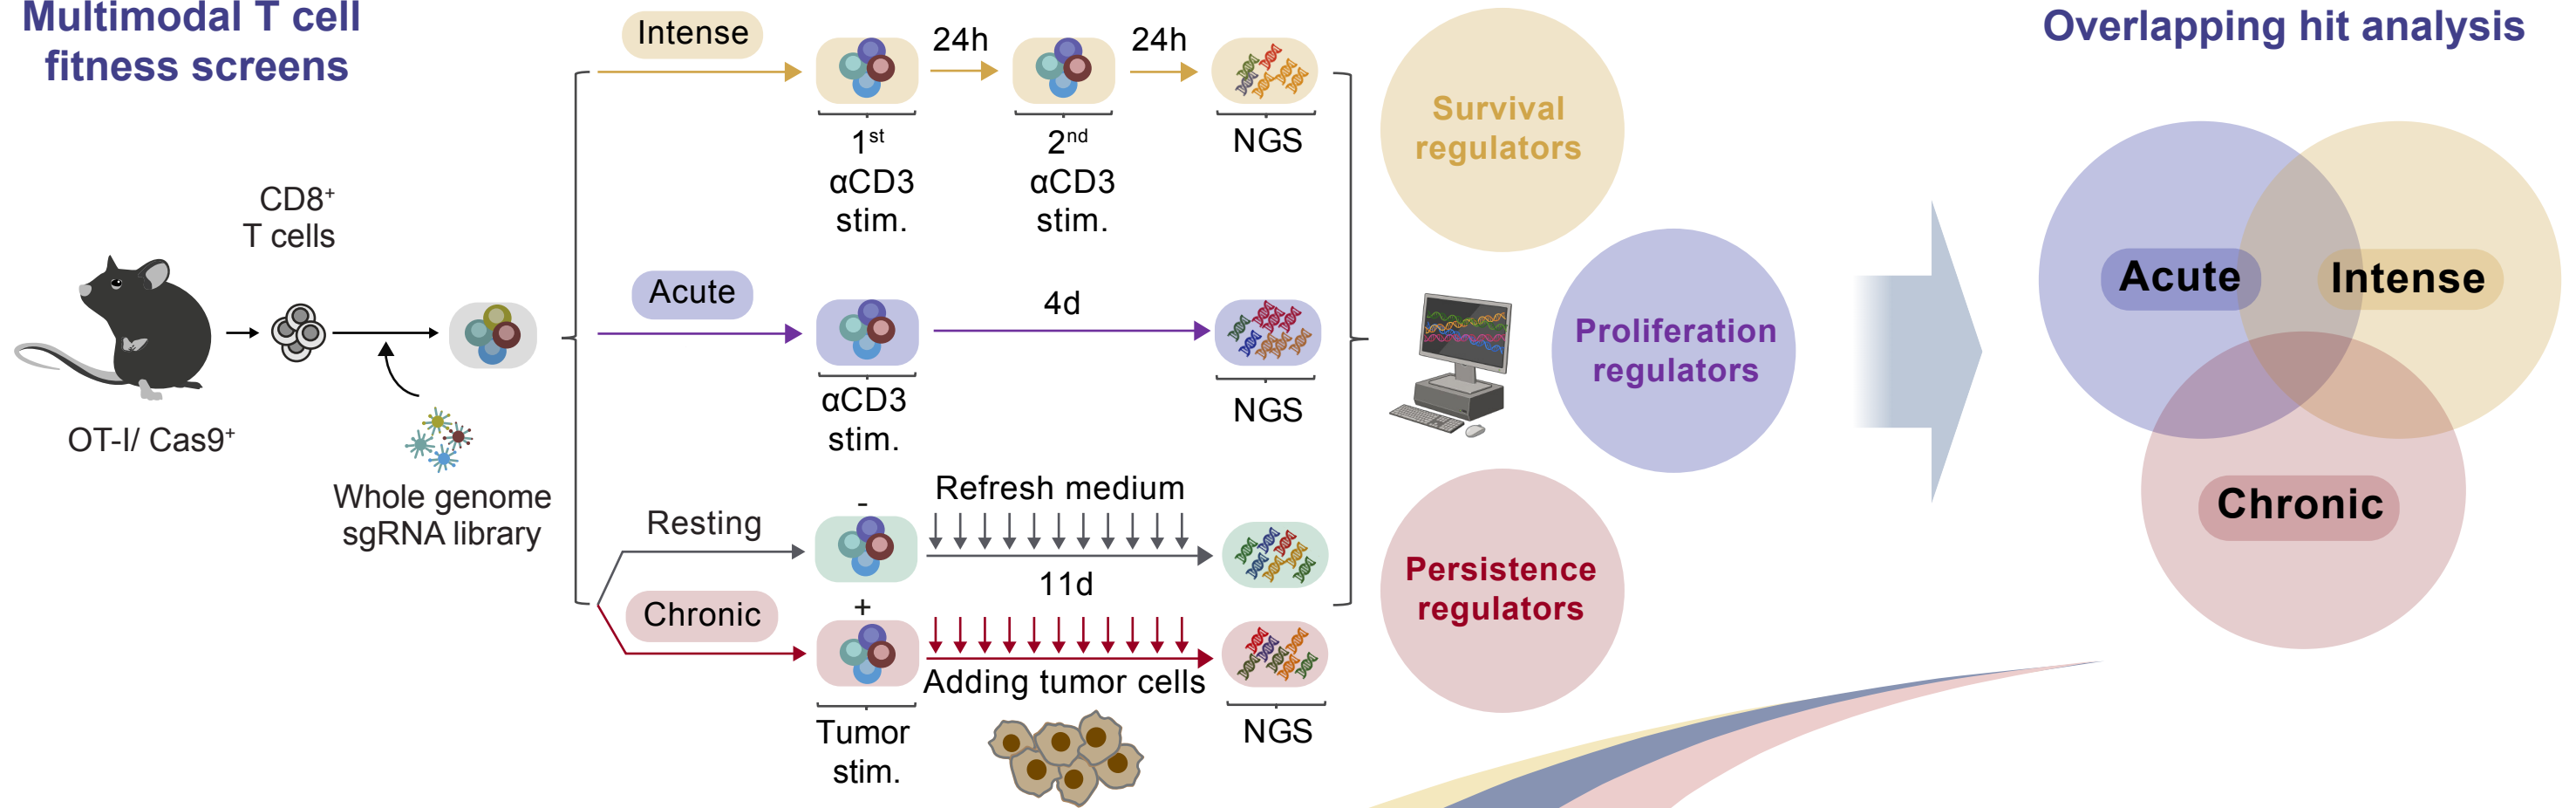 Multimodal T cell
fitness screens
CD8⁺
T cells
OT-I/ Cas9⁺
Whole genome
sgRNA library
Intense
24h
24h
1ˢᵗ
αCD3
stim.
2ⁿᵈ
αCD3
stim.
NGS
Acute
4d
αCD3
stim.
NGS
Resting
-
Refresh medium
11d
Chronic
+
Adding tumor cells
Tumor
stim.
NGS
Survival
regulators
Proliferation
regulators
Persistence
regulators
Overlapping hit analysis
Acute
Intense
Chronic